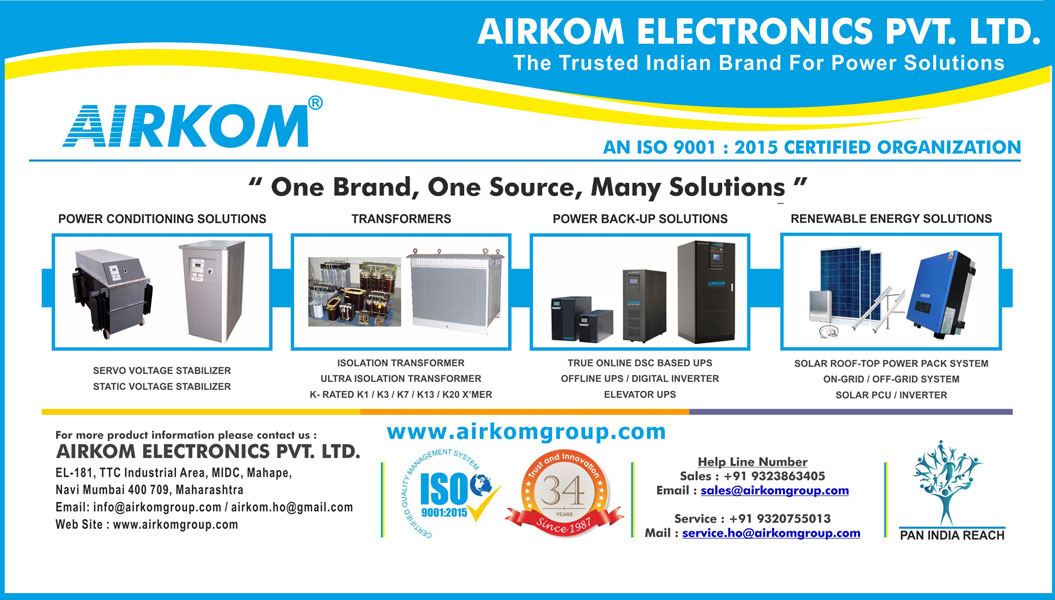 AIRKOM ELECTRONICS PVT. LTD.
The Trusted Indian Brand For Power Solutions
AIRKOM®
AN ISO 9001 : 2015 CERTIFIED ORGANIZATION
“ One Brand, One Source, Many Solutions ”
POWER CONDITIONING SOLUTIONS
TRANSFORMERS
POWER BACK-UP SOLUTIONS
RENEWABLE ENERGY SOLUTIONS
AIRKOM
AIRKOM
SERVO VOLTAGE STABILIZER
STATIC VOLTAGE STABILIZER
ISOLATION TRANSFORMER
ULTRA ISOLATION TRANSFORMER
K- RATED K1 / K3 / K7 / K13 / K20 X'MER
TRUE ONLINE DSC BASED UPS
OFFLINE UPS / DIGITAL INVERTER
ELEVATOR UPS
SOLAR ROOF-TOP POWER PACK SYSTEM
ON-GRID / OFF-GRID SYSTEM
SOLAR PCU / INVERTER
For more product information please contact us :
AIRKOM ELECTRONICS PVT. LTD.
EL-181, TTC Industrial Area, MIDC, Mahape,
Navi Mumbai 400 709, Maharashtra
Email: info@airkomgroup.com / airkom.ho@gmail.com
Web Site : www.airkomgroup.com
www.airkomgroup.com
CERTIFIED QUALITY MANAGEMENT SYSTEM
ISO
9001:2015
Trust and Innovation
34
YEARS
Since 1987
Help Line Number
Sales : +91 9323863405
Email : sales@airkomgroup.com
Service : +91 9320755013
Mail : service.ho@airkomgroup.com
PAN INDIA REACH